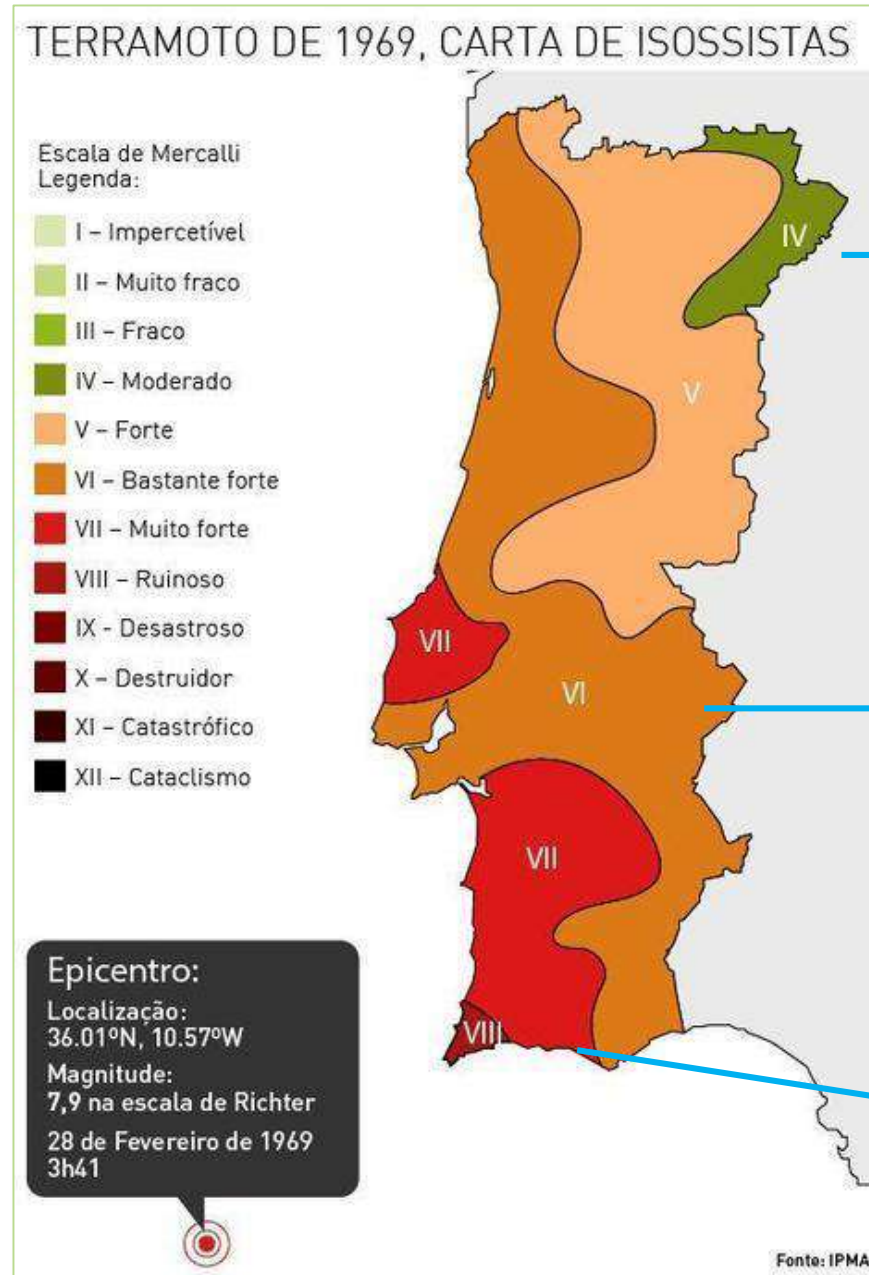 TERRAMOTO DE 1969, CARTA DE ISOSSISTAS
Escala de Mercalli
Legenda:
I – Impercetível
II – Muito fraco
III – Fraco
IV – Moderado
V – Forte
VI – Bastante forte
VII – Muito forte
VIII – Ruinoso
IX - Desastroso
X – Destruidor
XI – Catastrófico
XII – Cataclismo
IV
V
VII
VI
VII
VIII
Epicentro:
Localização:
36.01ºN, 10.57ºW
Magnitude:
7,9 na escala de Richter
28 de Fevereiro de 1969
3h41
Fonte: IPMA